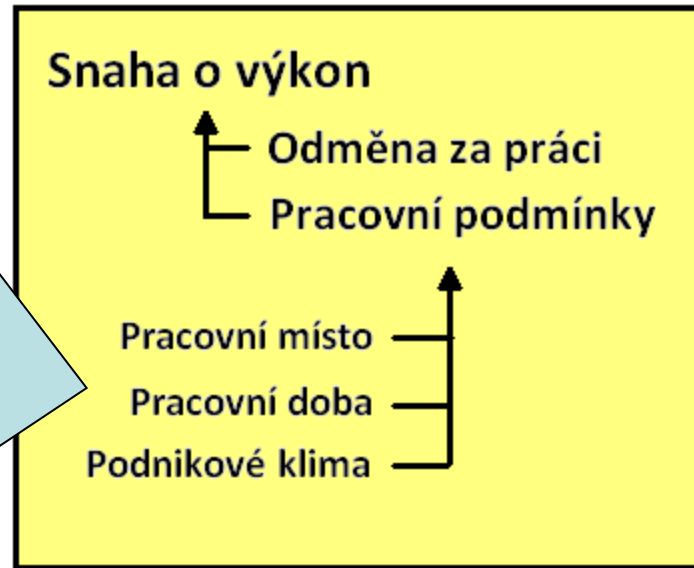 Snaha o výkon
Odměna za práci
Pracovní podmínky
Pracovní místo
Pracovní doba
Podnikové klima